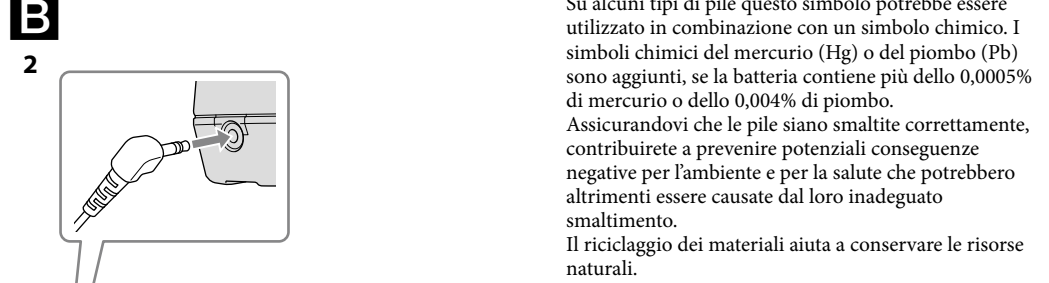 B
2
Su alcuni tipi di pile questo simbolo potrebbe essere
utilizzato in combinazione con un simbolo chimico. I
simboli chimici del mercurio (Hg) o del piombo (Pb)
sono aggiunti, se la batteria contiene più dello 0,0005%
di mercurio o dello 0,004% di piombo.
Assicurandovi che le pile siano smaltite correttamente,
contribuirete a prevenire potenziali conseguenze
negative per l’ambiente e per la salute che potrebbero
altrimenti essere causate dal loro inadeguato
smaltimento.
Il riciclaggio dei materiali aiuta a conservare le risorse
naturali.